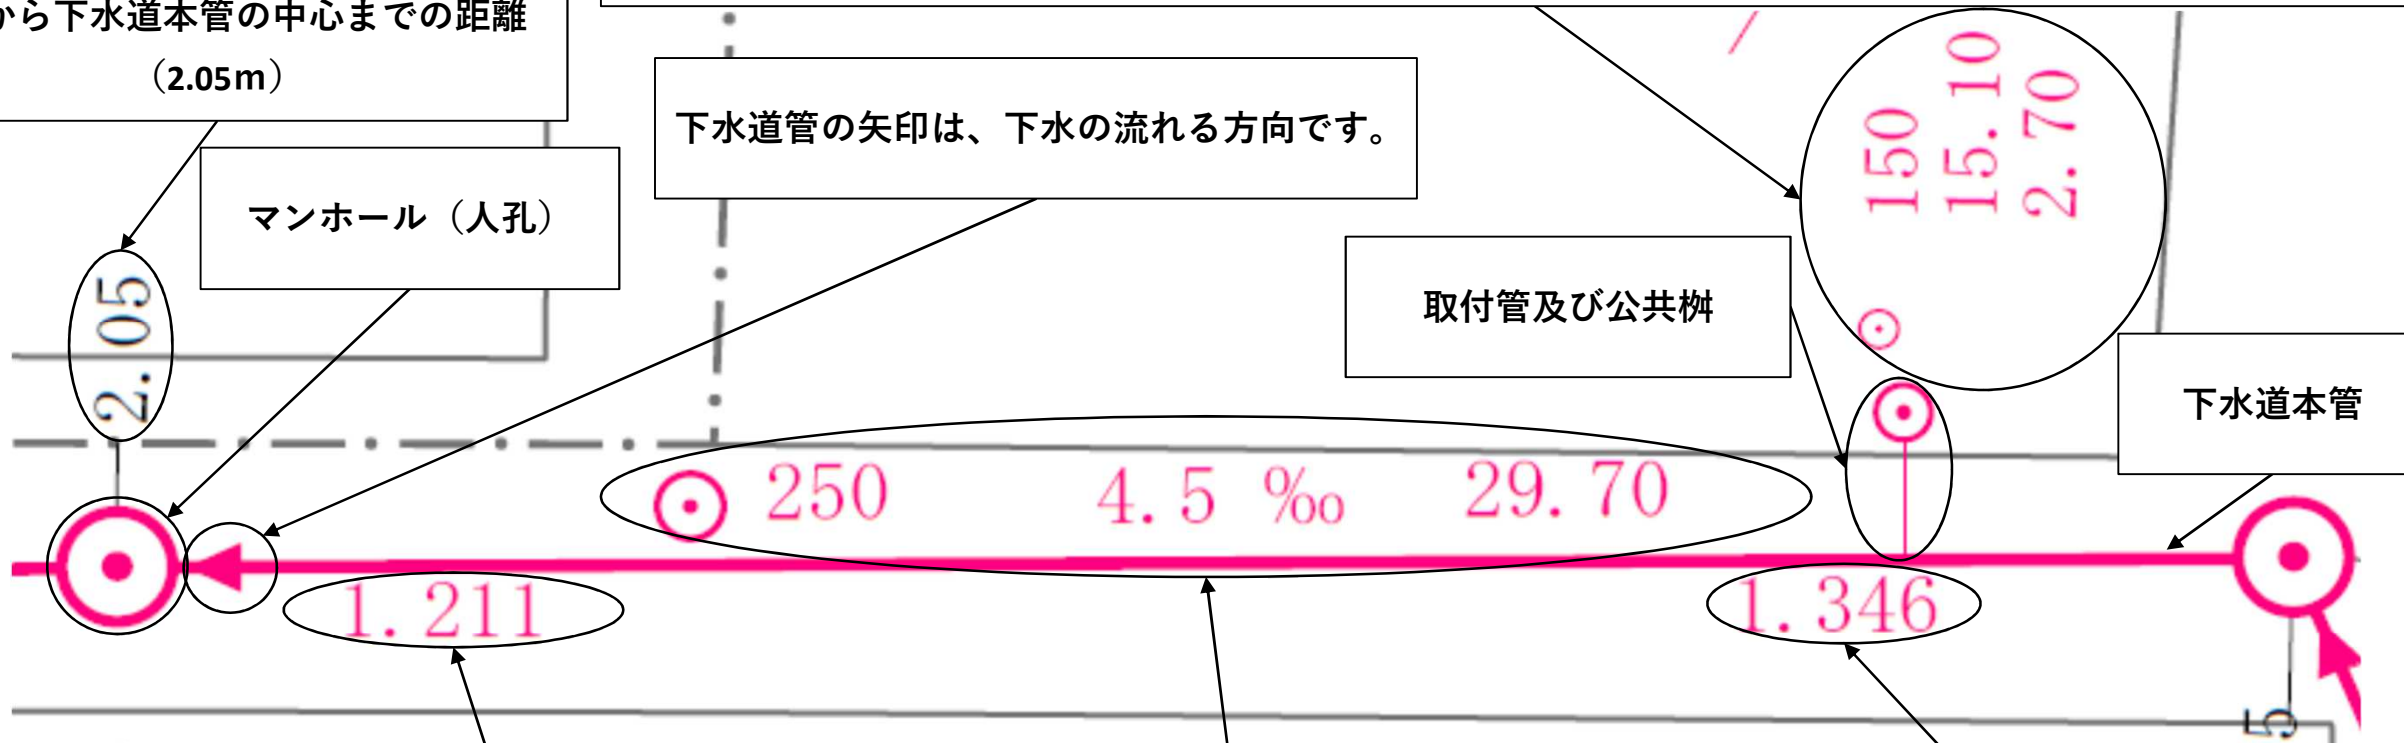 から下水道本管の中心までの距離
（2.05m）
下水道管の矢印は、下水の流れる方向です。
マンホール（人孔）
取付管及び公共桝
下水道本管
150
15.10
2.70
2.05
250 4.5 ‰ 29.70
1.211
1.346
5